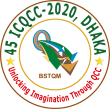 45 ICQCC-2020, DHAKA
BSTQM
Unlocking Imagination Through QCC